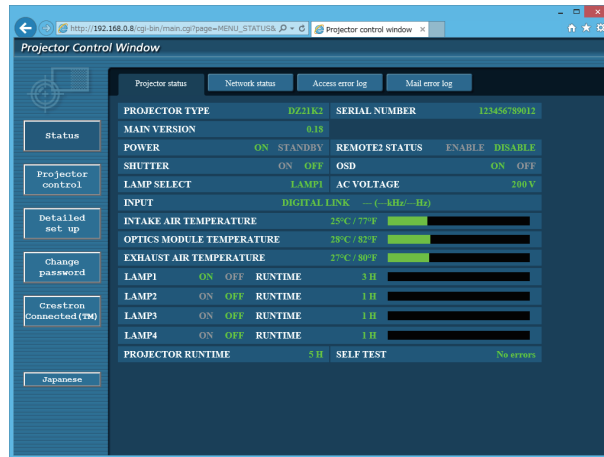 http://192.168.0.8/cgi-bin/main.cgi?page=MENU_STATUS&
Projector control window
Projector Control Window
Projector status Network status Access error log Mail error log
PROJECTOR TYPE DZ21K2 SERIAL NUMBER 123456789012
MAIN VERSION 0.18
Status
POWER ON STANDBY REMOTE2 STATUS ENABLE DISABLE
SHUTTER ON OFF OSD ON OFF
Projector control
LAMP SELECT LAMP1 AC VOLTAGE 200 V
INPUT DIGITAL LINK — (—kHz/—Hz)
Detailed set up
INTAKE AIR TEMPERATURE 25°C / 77°F
OPTICS MODULE TEMPERATURE 28°C / 82°F
EXHAUST AIR TEMPERATURE 27°C / 80°F
Change password
LAMP1 ON OFF RUNTIME 3 H
LAMP2 ON OFF RUNTIME 1 H
Crestron Connected(TM)
LAMP3 ON OFF RUNTIME 1 H
LAMP4 ON OFF RUNTIME 1 H
PROJECTOR RUNTIME 5 H SELF TEST No errors
Japanese